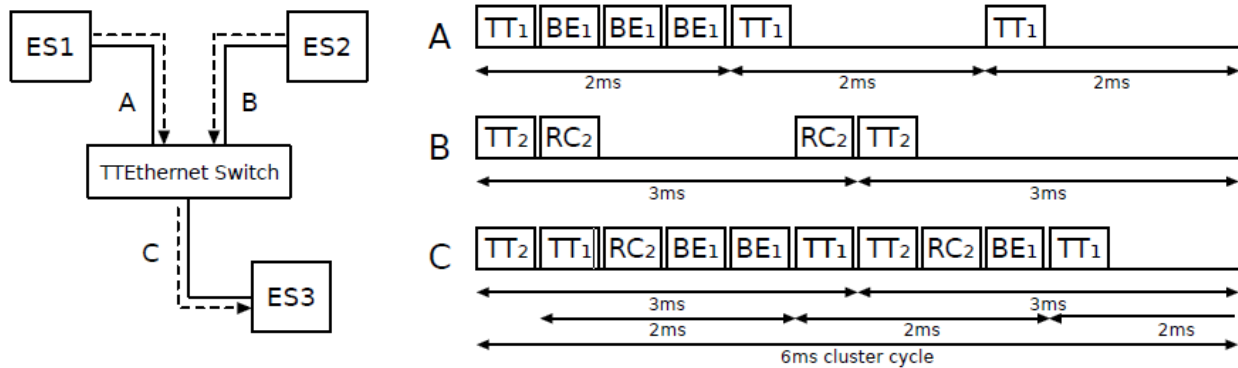 ES1
ES2
A
B
TTEthernet Switch
C
ES3
A TT₁ BE₁ BE₁ BE₁ TT₁ TT₁
2ms 2ms 2ms
B TT₂ RC₂ RC₂ TT₂
3ms 3ms
C TT₂ TT₁ RC₂ BE₁ BE₁ TT₁ TT₂ RC₂ BE₁ TT₁
3ms 3ms
2ms 2ms 2ms
6ms cluster cycle